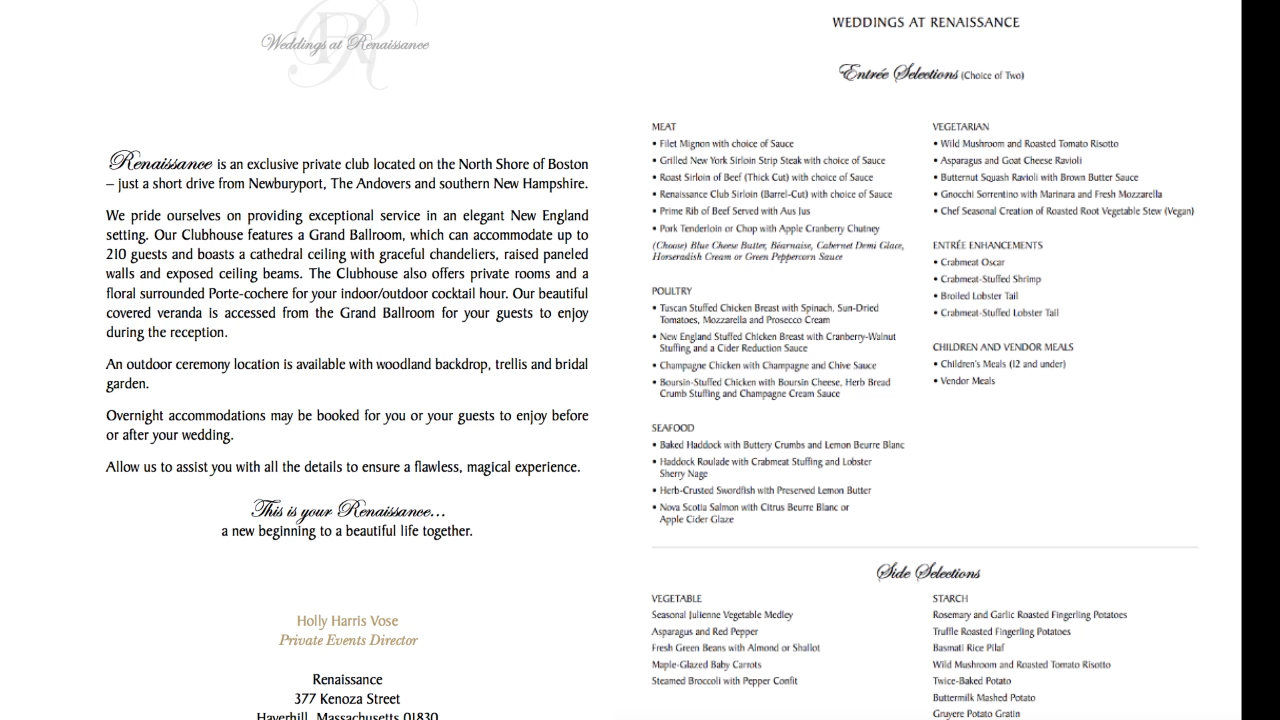 Weddings at Renaissance
Renaissance is an exclusive private club located on the North Shore of Boston
– just a short drive from Newburyport, The Andovers and southern New Hampshire.
We pride ourselves on providing exceptional service in an elegant New England
setting. Our Clubhouse features a Grand Ballroom, which can accommodate up to
210 guests and boasts a cathedral ceiling with graceful chandeliers, raised paneled
walls and exposed ceiling beams. The Clubhouse also offers private rooms and a
floral surrounded Porte-cochere for your indoor/outdoor cocktail hour. Our beautiful
covered veranda is accessed from the Grand Ballroom for your guests to enjoy
during the reception.
An outdoor ceremony location is available with woodland backdrop, trellis and bridal
garden.
Overnight accommodations may be booked for you or your guests to enjoy before
or after your wedding.
Allow us to assist you with all the details to ensure a flawless, magical experience.
This is your Renaissance...
a new beginning to a beautiful life together.
Holly Harris Vose
Private Events Director
Renaissance
377 Kenoza Street
Haverhill, Massachusetts 01830
WEDDINGS AT RENAISSANCE
Entrée Selections (Choice of Two)
MEAT
• Filet Mignon with choice of Sauce
• Grilled New York Sirloin Strip Steak with choice of Sauce
• Roast Sirloin of Beef (Thick Cut) with choice of Sauce
• Renaissance Club Sirloin (Barrel-Cut) with choice of Sauce
• Prime Rib of Beef Served with Aus Jus
• Pork Tenderloin or Chop with Apple Cranberry Chutney
(Choose) Blue Cheese Butter, Béarnaise, Cabernet Demi Glace,
Horseradish Cream or Green Peppercorn Sauce
POULTRY
• Tuscan Stuffed Chicken Breast with Spinach, Sun-Dried
Tomatoes, Mozzarella and Prosecco Cream
• New England Stuffed Chicken Breast with Cranberry-Walnut
Stuffing and a Cider Reduction Sauce
• Champagne Chicken with Champagne and Chive Sauce
• Boursin-Stuffed Chicken with Boursin Cheese, Herb Bread
Crumb Stuffing and Champagne Cream Sauce
SEAFOOD
• Baked Haddock with Buttery Crumbs and Lemon Beurre Blanc
• Haddock Roulade with Crabmeat Stuffing and Lobster
Sherry Nage
• Herb-Crusted Swordfish with Preserved Lemon Butter
• Nova Scotia Salmon with Citrus Beurre Blanc or
Apple Cider Glaze
VEGETARIAN
• Wild Mushroom and Roasted Tomato Risotto
• Asparagus and Goat Cheese Ravioli
• Butternut Squash Ravioli with Brown Butter Sauce
• Gnocchi Sorrentino with Marinara and Fresh Mozzarella
• Chef Seasonal Creation of Roasted Root Vegetable Stew (Vegan)
ENTRÉE ENHANCEMENTS
• Crabmeat Oscar
• Crabmeat-Stuffed Shrimp
• Broiled Lobster Tail
• Crabmeat-Stuffed Lobster Tail
CHILDREN AND VENDOR MEALS
• Children's Meals (12 and under)
• Vendor Meals
Side Selections
VEGETABLE
Seasonal Julienne Vegetable Medley
Asparagus and Red Pepper
Fresh Green Beans with Almond or Shallot
Maple-Glazed Baby Carrots
Steamed Broccoli with Pepper Confit
STARCH
Rosemary and Garlic Roasted Fingerling Potatoes
Truffle Roasted Fingerling Potatoes
Basmati Rice Pilaf
Wild Mushroom and Roasted Tomato Risotto
Twice-Baked Potato
Buttermilk Mashed Potato
Gruyere Potato Gratin